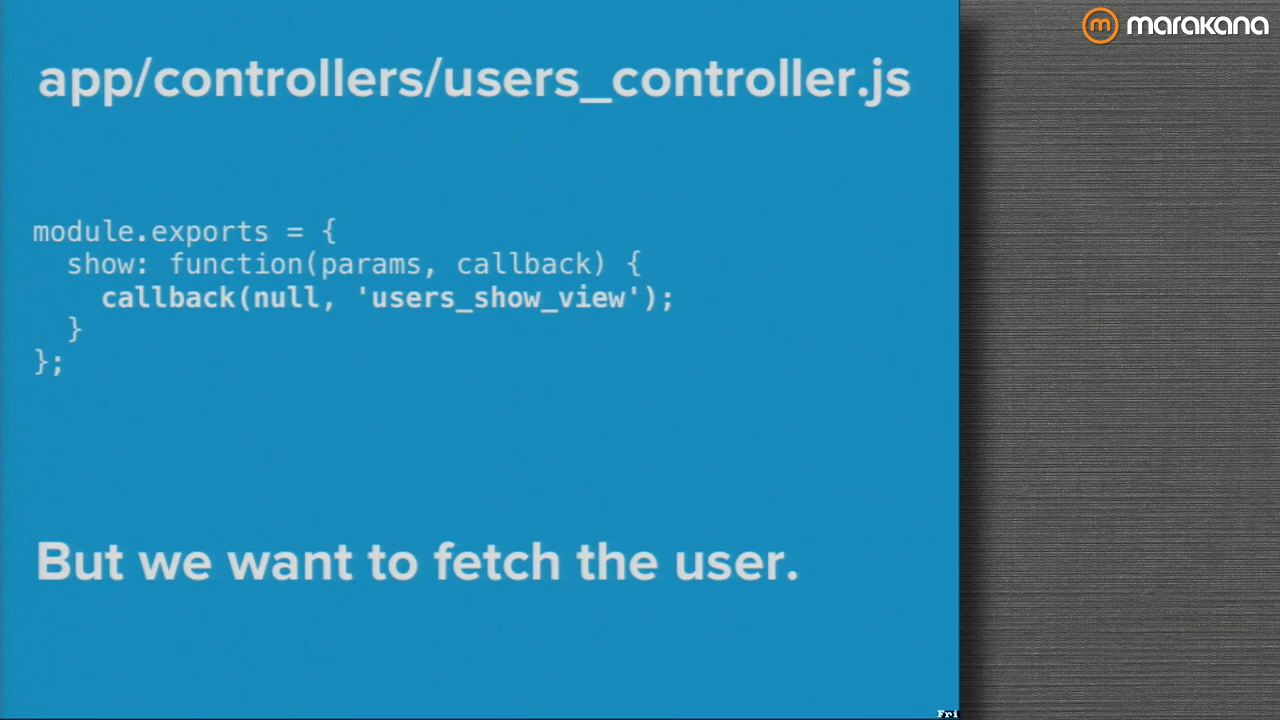 marakana
app/controllers/users_controller.js
module.exports = {
  show: function(params, callback) {
    callback(null, 'users_show_view');
  }
};
But we want to fetch the user.
Fri